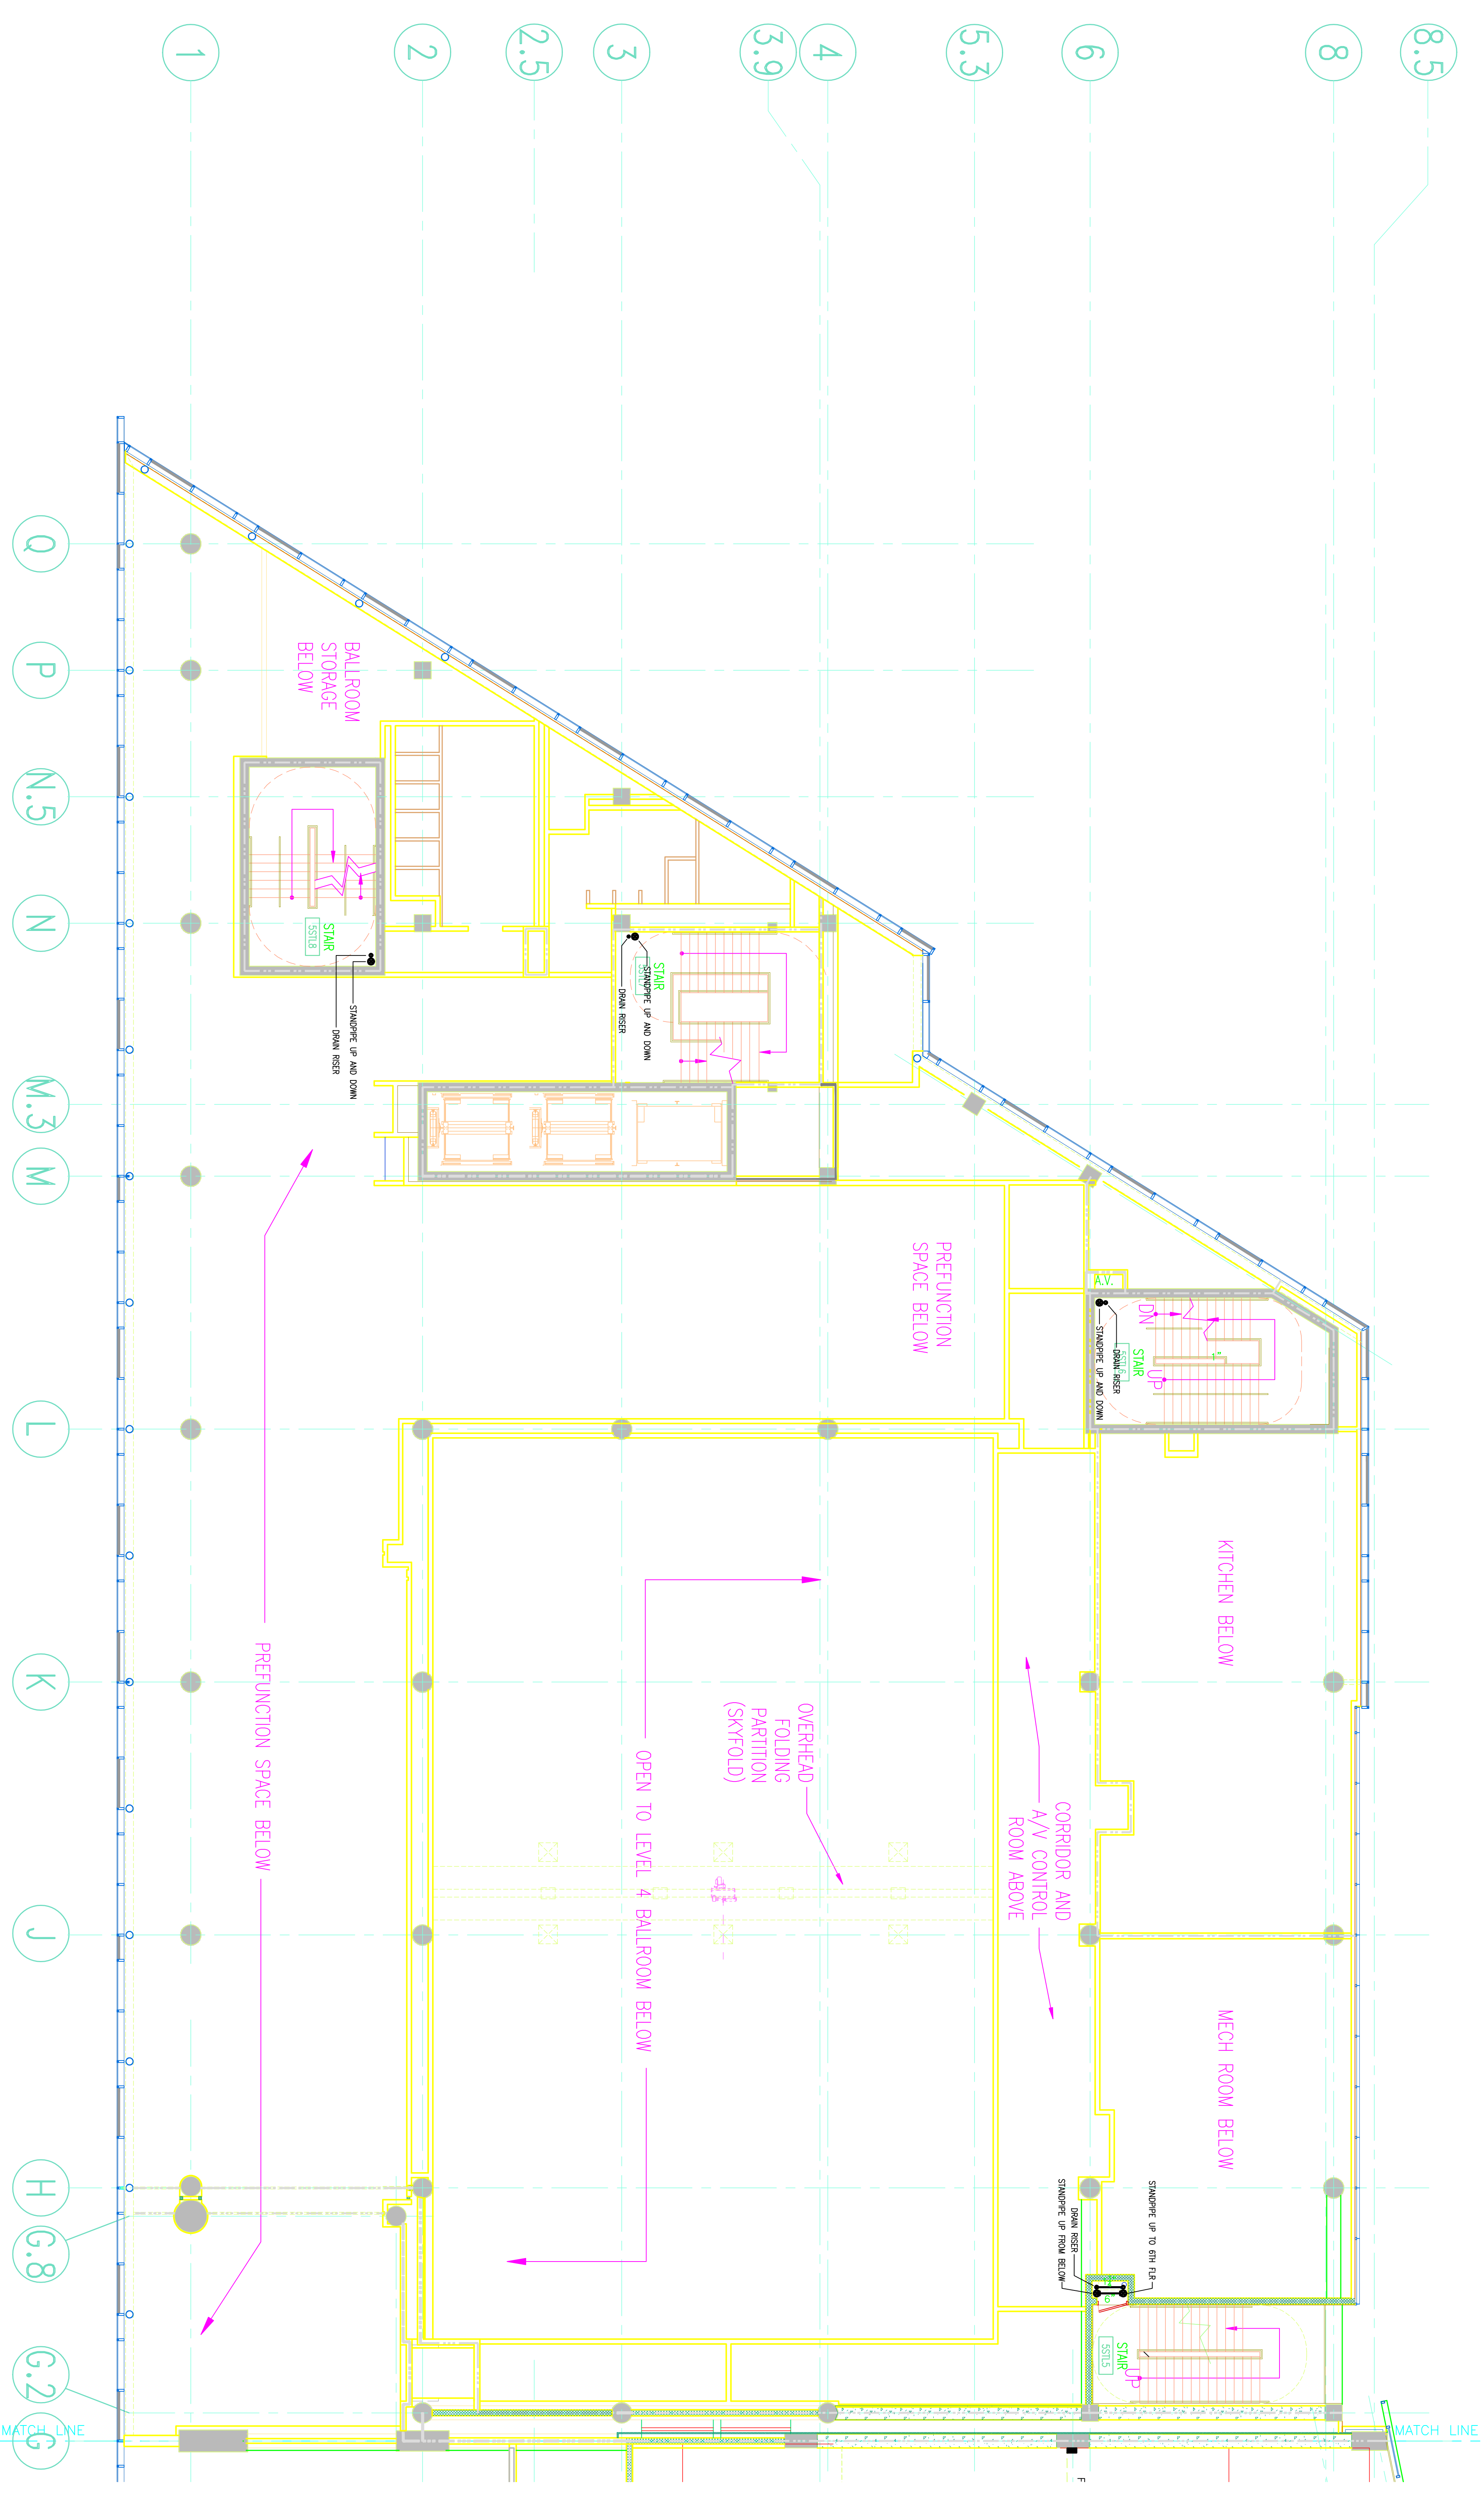 1
2
2.5
3
3.9
4
5.3
6
8
8.5
Q
P
N.5
N
M.3
M
L
K
J
H
G.8
G.2
G
BALLROOM
STORAGE
BELOW
STAIR
5STL8
STANDPIPE UP AND DOWN
DRAIN RISER
STAIR
5STL7
STANDPIPE UP AND DOWN
DRAIN RISER
PREFUNCTION
SPACE BELOW
A.V.
DN
UP
STAIR
5STL6
DRAIN RISER
STANDPIPE UP AND DOWN
KITCHEN BELOW
PREFUNCTION SPACE BELOW
OVERHEAD
FOLDING
PARTITION
(SKYFOLD)
OPEN TO LEVEL 4 BALLROOM BELOW
CORRIDOR AND
A/V CONTROL
ROOM ABOVE
MECH ROOM BELOW
STANDPIPE UP TO 6TH FLR
DRAIN RISER
STANDPIPE UP FROM BELOW
STAIR
5STL5
UP
MATCH LINE
MATCH LINE
F